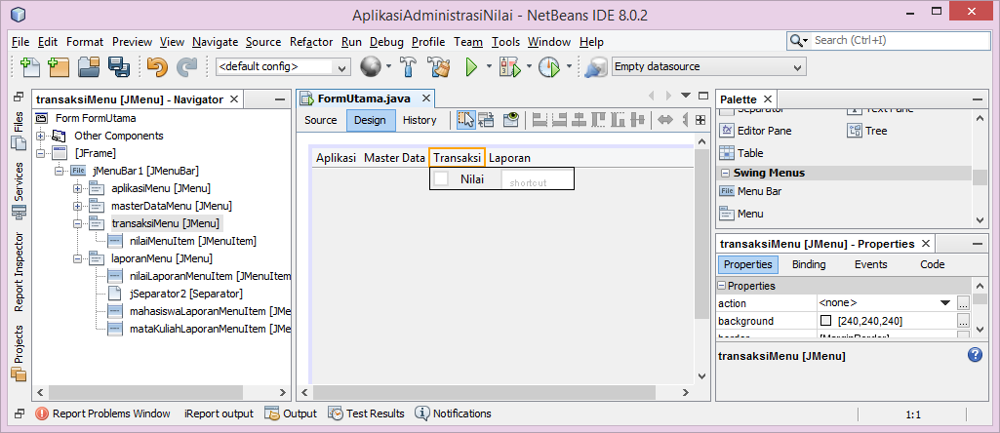 AplikasiAdministrasiNilai - NetBeans IDE 8.0.2
File Edit Format Preview View Navigate Source Refactor Run Debug Profile Team Tools Window Help
Search (Ctrl+I)
<default config>
Empty datasource
Files
Services
Report Inspector
Projects
transaksiMenu [JMenu] - Navigator
Form FormUtama
Other Components
[JFrame]
jMenuBar1 [JMenuBar]
aplikasiMenu [JMenu]
masterDataMenu [JMenu]
transaksiMenu [JMenu]
nilaiMenuItem [JMenuItem]
laporanMenu [JMenu]
nilaiLaporanMenuItem [JMenuItem
jSeparator2 [Separator]
mahasiswaLaporanMenuItem [JMe
mataKuliahLaporanMenuItem [JMe
FormUtama.java
Source Design History
Aplikasi Master Data Transaksi Laporan
Nilai shortcut
Palette
Separator Text Pane
Editor Pane Tree
Table
Swing Menus
Menu Bar
Menu
transaksiMenu [JMenu] - Properties
Properties Binding Events Code
Properties
action <none> ...
background [240,240,240] ...
border [MarginBorder]
transaksiMenu [JMenu]
Report Problems Window iReport output Output Test Results Notifications
1:1